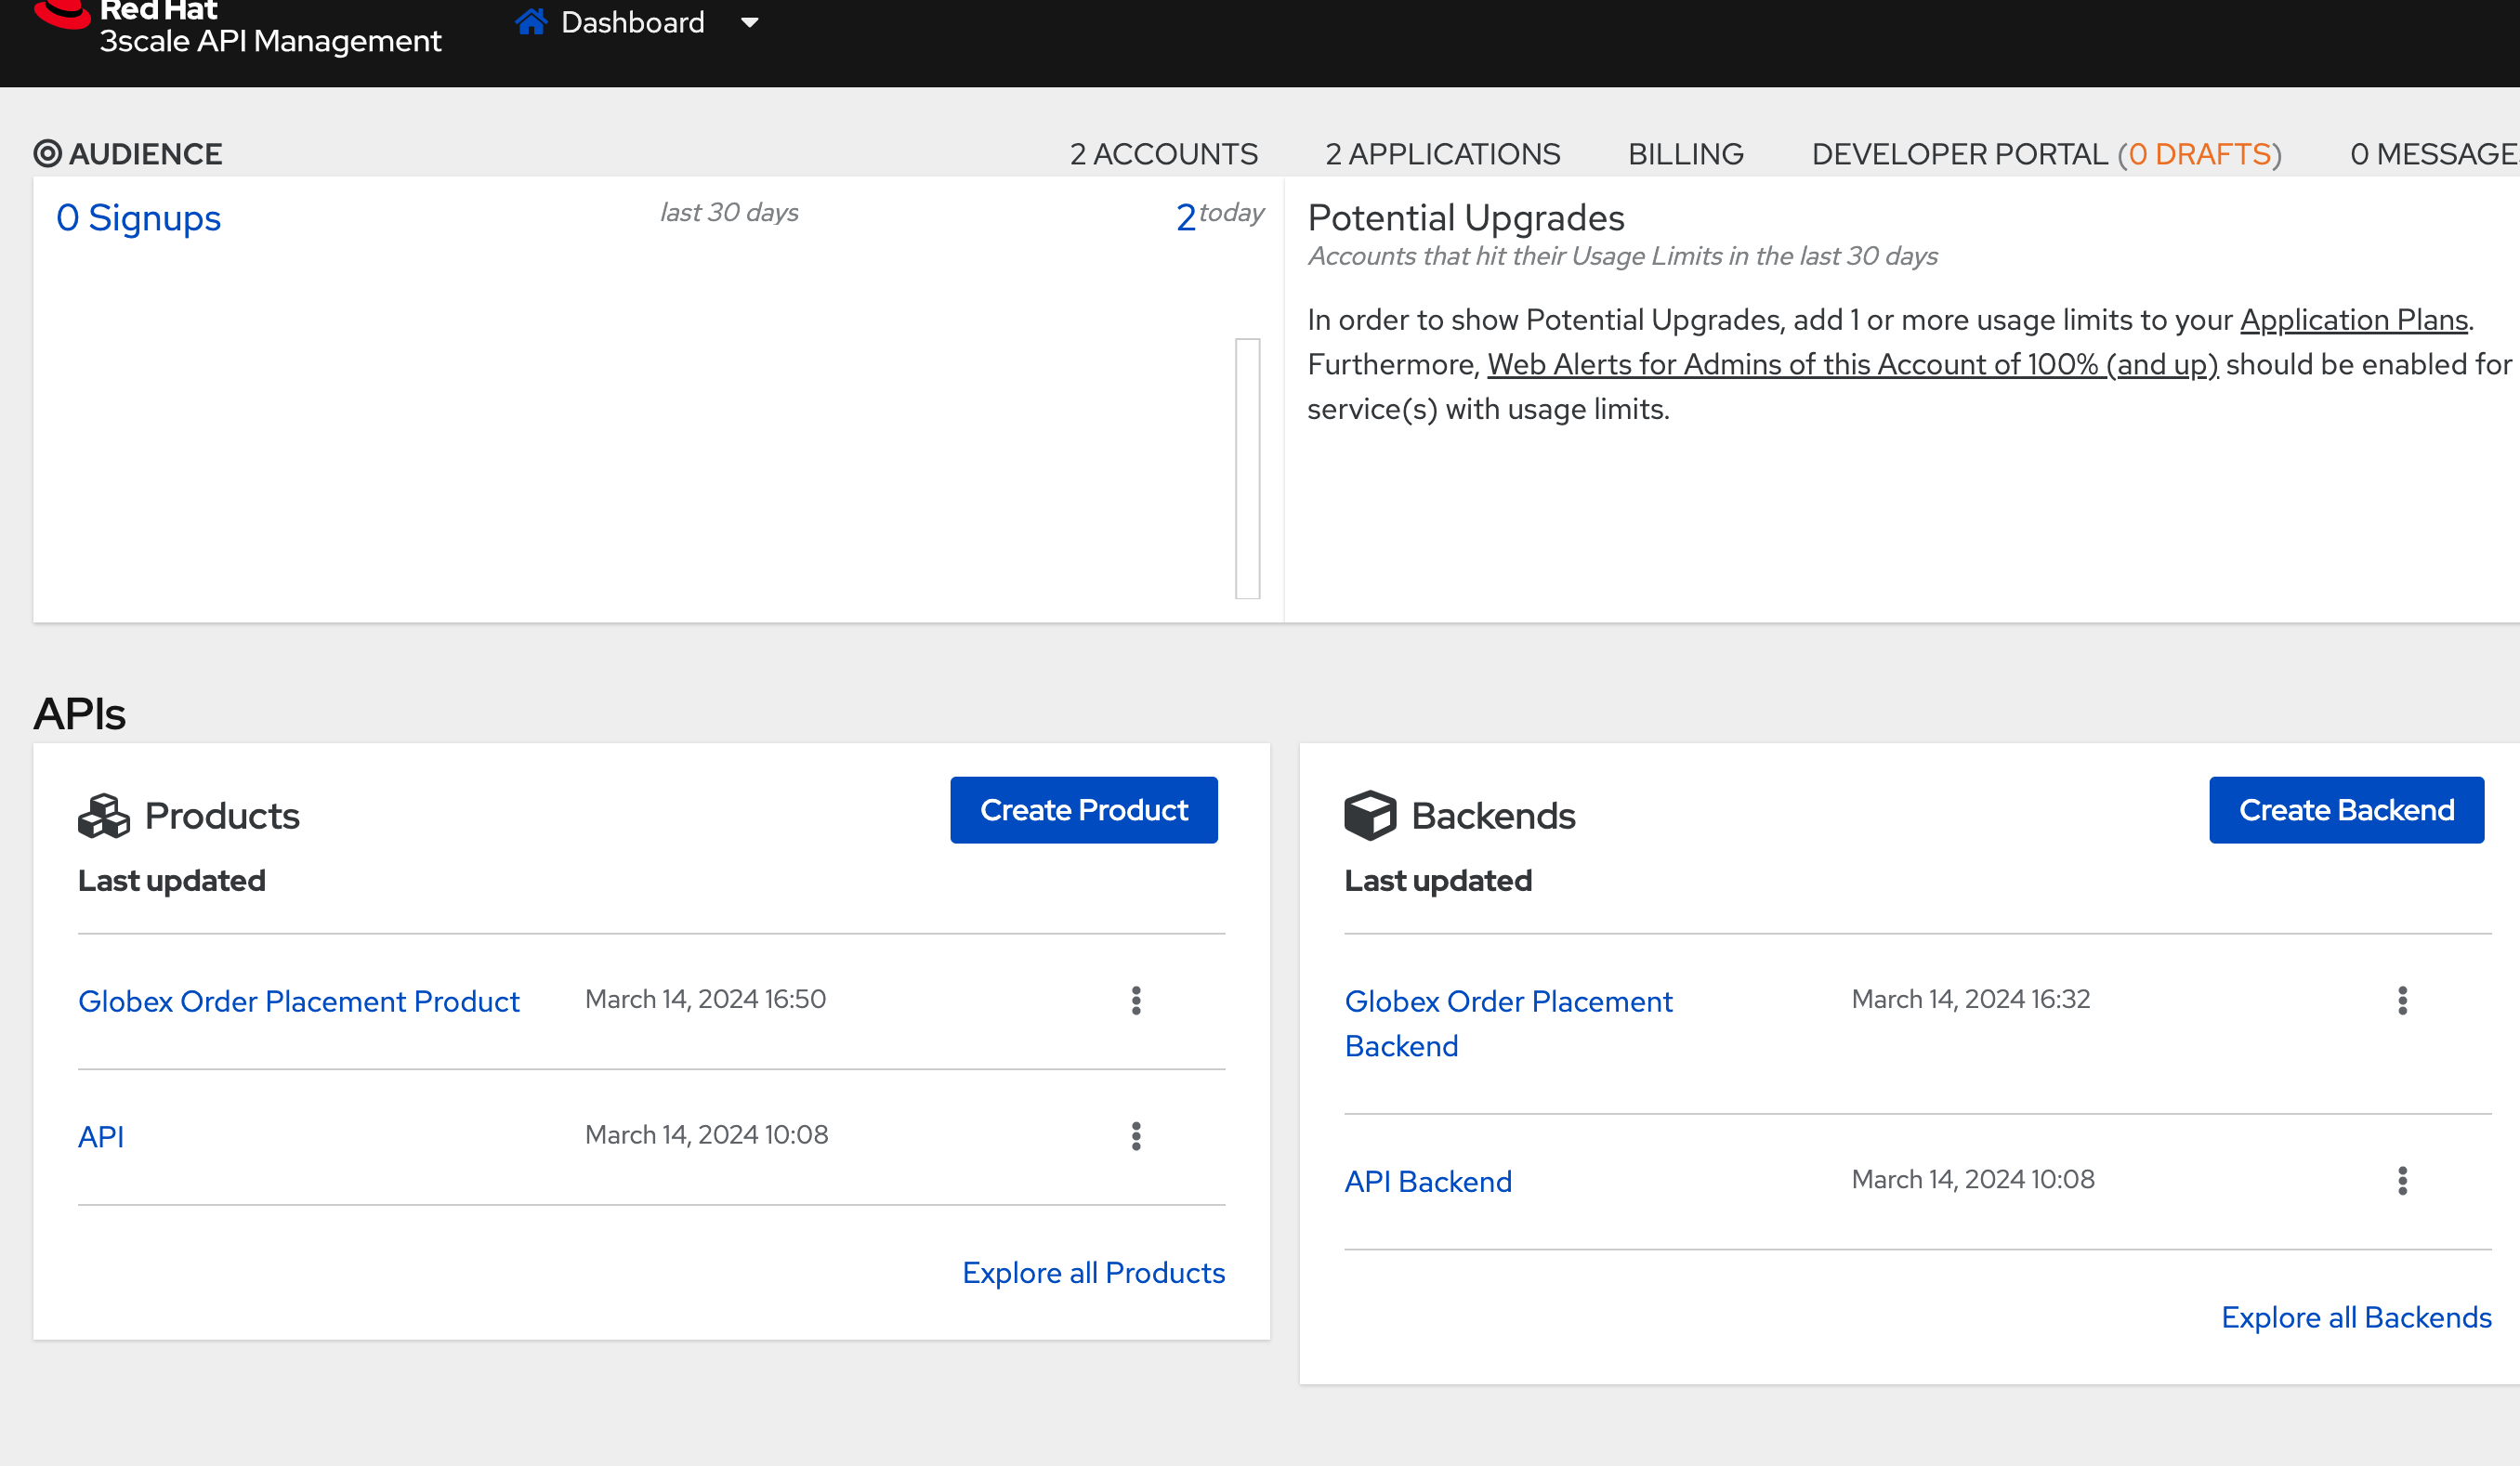 Red Hat
3scale API Management
Dashboard
AUDIENCE
2 ACCOUNTS
2 APPLICATIONS
BILLING
DEVELOPER PORTAL (0 DRAFTS)
0 MESSAGE
0 Signups
last 30 days
2 today
Potential Upgrades
Accounts that hit their Usage Limits in the last 30 days
In order to show Potential Upgrades, add 1 or more usage limits to your Application Plans.
Furthermore, Web Alerts for Admins of this Account of 100% (and up) should be enabled for
service(s) with usage limits.
APIs
Products
Create Product
Last updated
Globex Order Placement Product
March 14, 2024 16:50
API
March 14, 2024 10:08
Explore all Products
Backends
Create Backend
Last updated
Globex Order Placement
Backend
March 14, 2024 16:32
API Backend
March 14, 2024 10:08
Explore all Backends